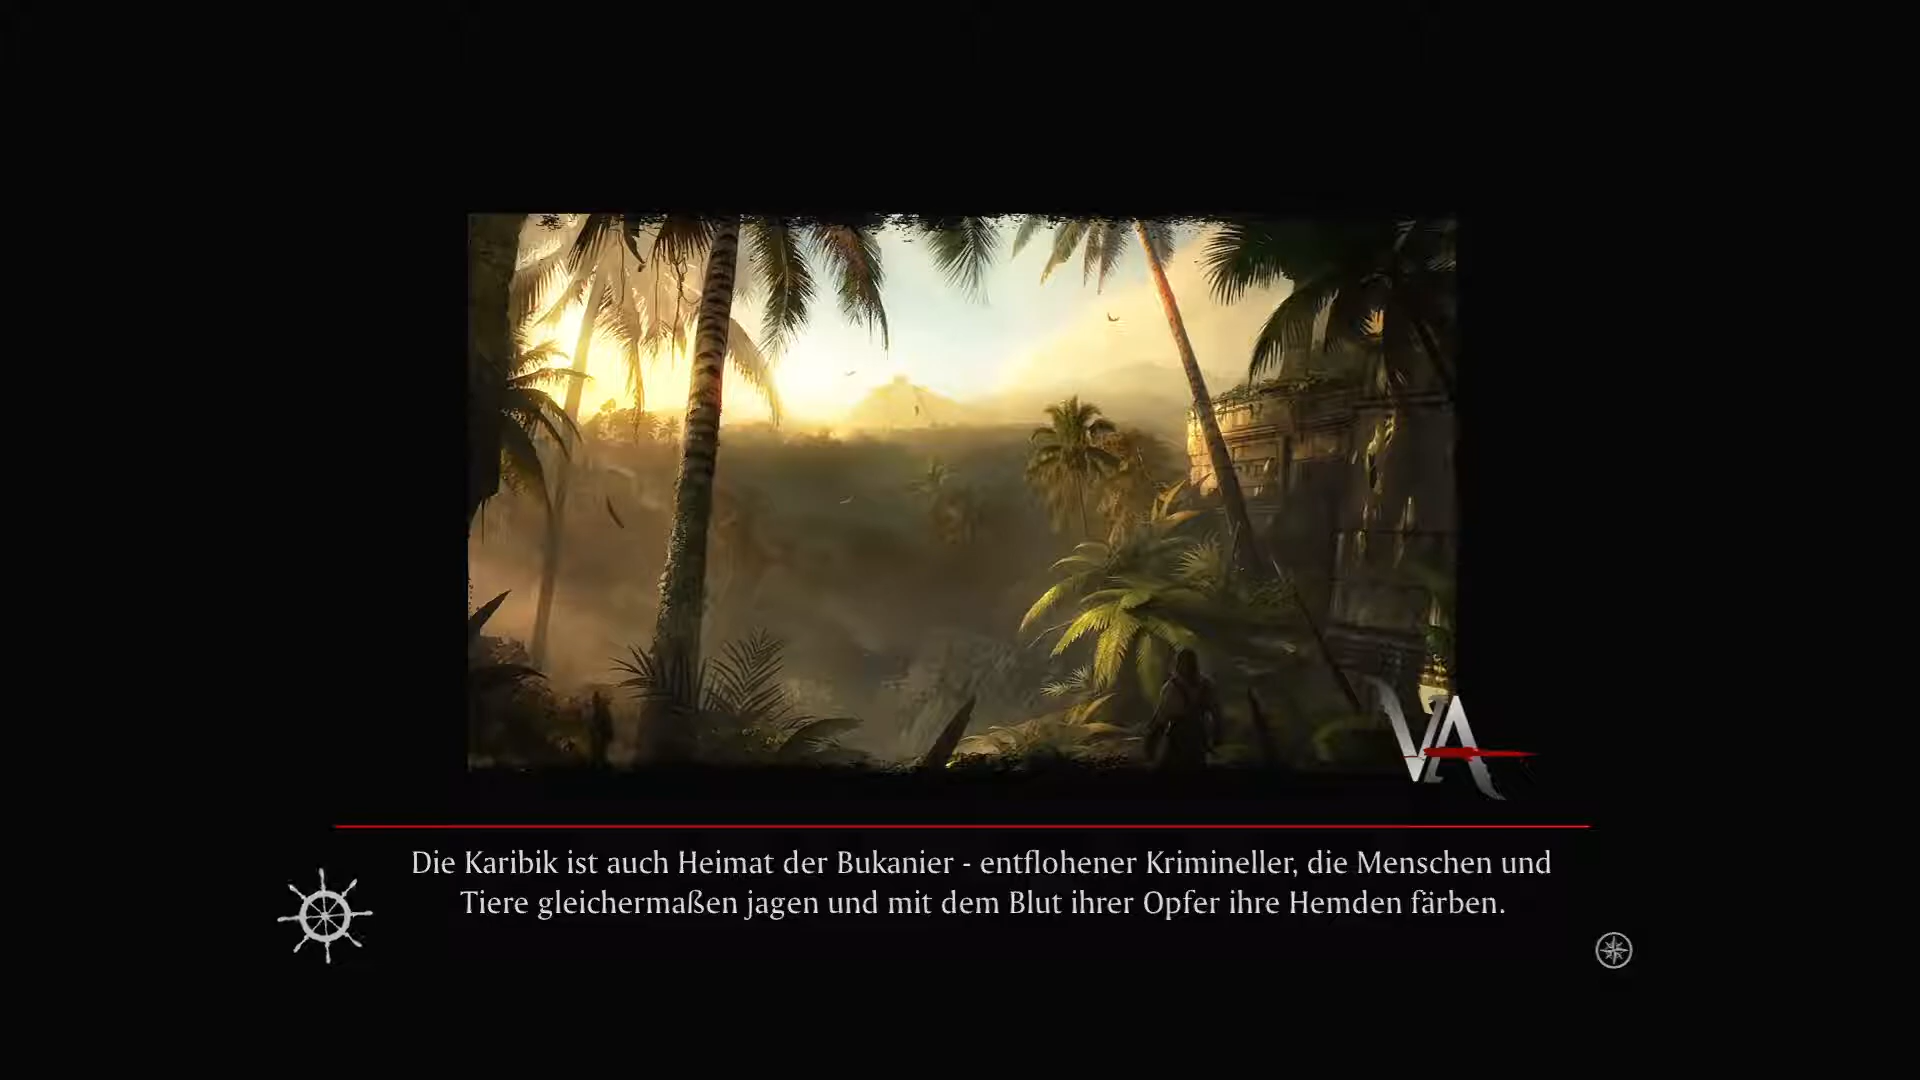 VA
Die Karibik ist auch Heimat der Bukanier - entflohener Krimineller, die Menschen und
Tiere gleichermaßen jagen und mit dem Blut ihrer Opfer ihre Hemden färben.